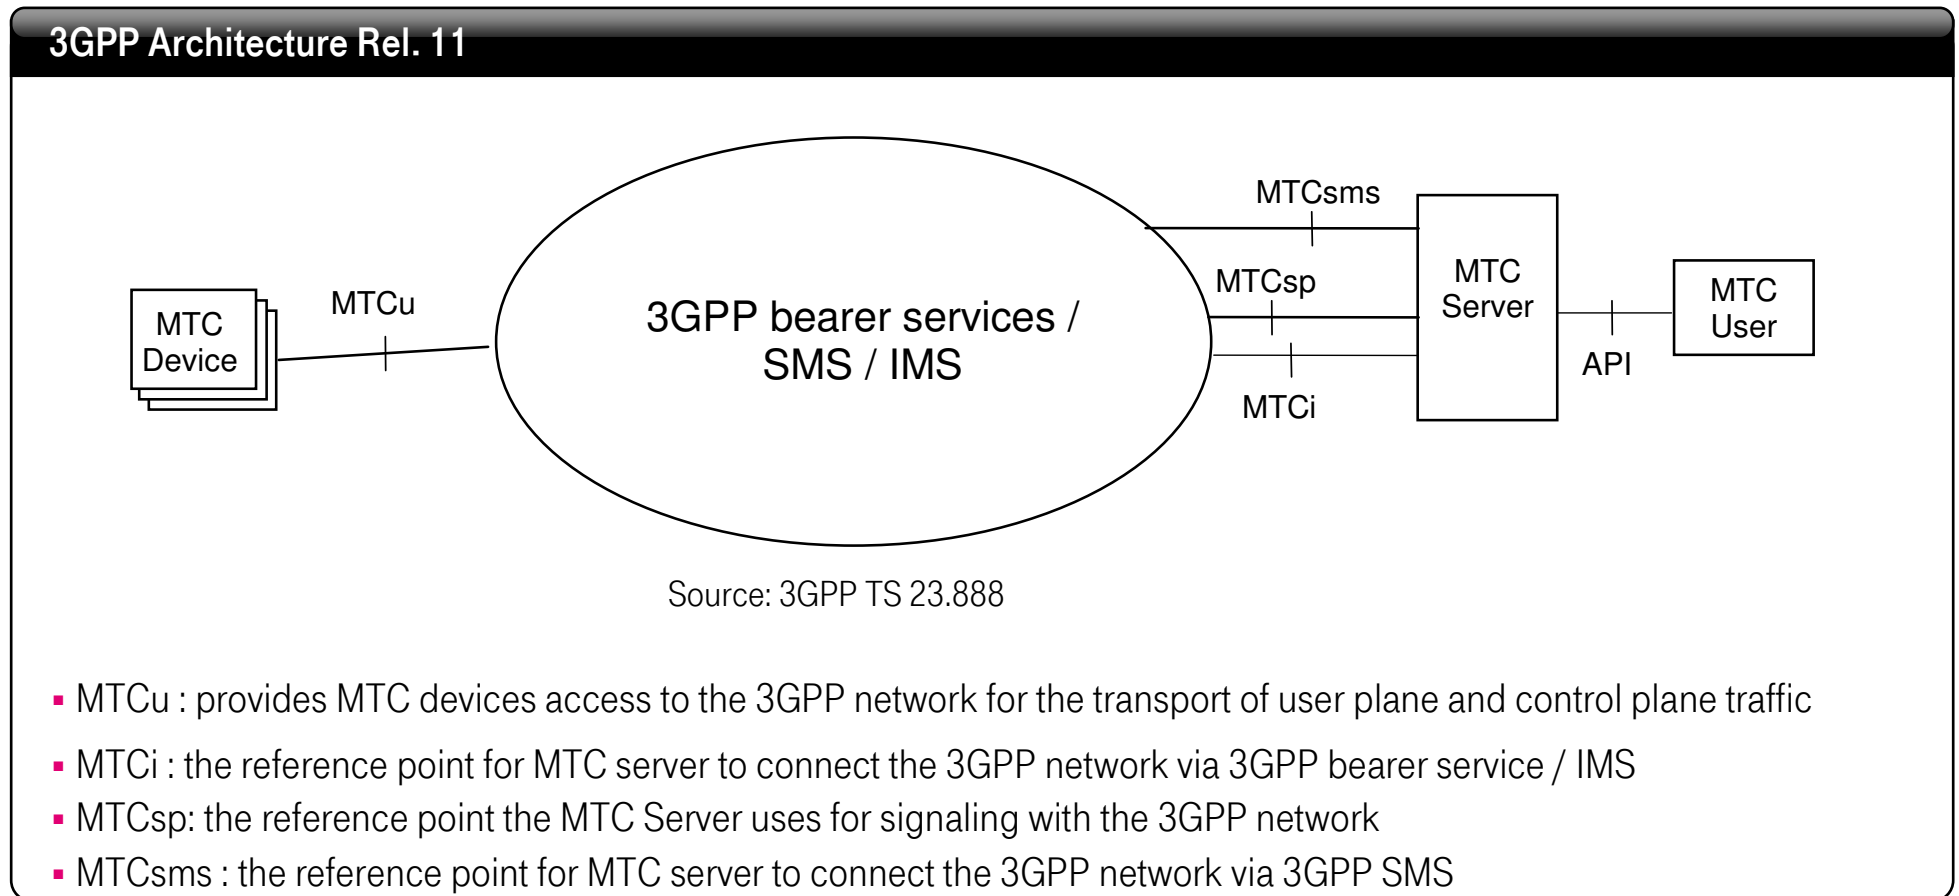 3GPP Architecture Rel. 11
MTCsms
MTCsp
MTCu
MTC
Device
3GPP bearer services /
SMS / IMS
MTC
Server
MTC
User
API
MTCi
Source: 3GPP TS 23.888
▪ MTCu : provides MTC devices access to the 3GPP network for the transport of user plane and control plane traffic
▪ MTCi : the reference point for MTC server to connect the 3GPP network via 3GPP bearer service / IMS
▪ MTCsp: the reference point the MTC Server uses for signaling with the 3GPP network
▪ MTCsms : the reference point for MTC server to connect the 3GPP network via 3GPP SMS